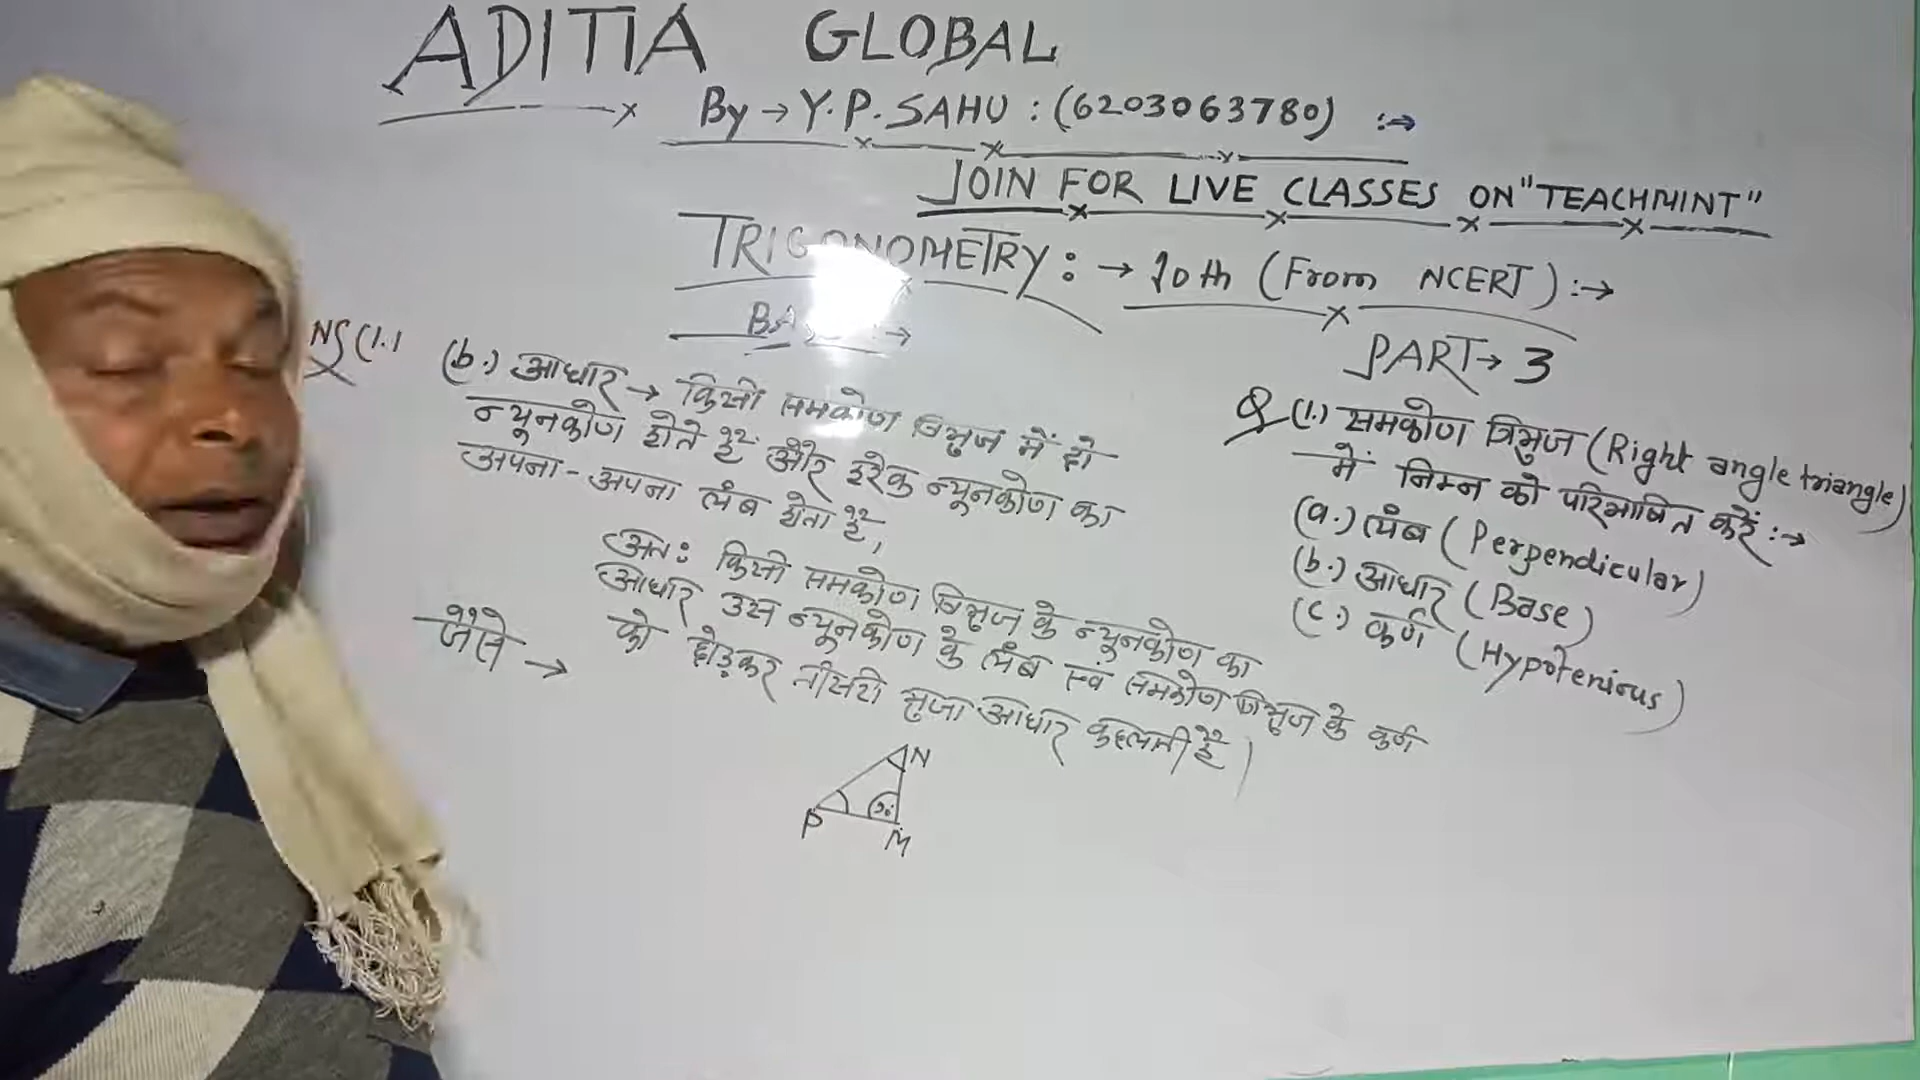 ADITIA GLOBAL
By → Y.P. SAHU : (6203063780) :→
JOIN FOR LIVE CLASSES ON "TEACHMINT"
TRIGONOMETRY : → 10th (From NCERT) :→
PART → 3
(b.) आधार → किसी समकोण त्रिभुज में दो
न्यूनकोण होते हैं और हरेक न्यूनकोण का
अपना - अपना लंब होता है,
अतः किसी समकोण त्रिभुज के न्यूनकोण का
आधार उस न्यूनकोण के लंब एवं समकोण त्रिभुज के कर्ण
को छोड़कर तीसरी भुजा आधार कहलाती है।
जैसे →
N
P
90°
M
Q (1.) समकोण त्रिभुज (Right angle triangle)
में निम्न को परिभाषित करें :→
(a.) लंब (Perpendicular)
(b.) आधार (Base)
(c.) कर्ण (Hypotenious)